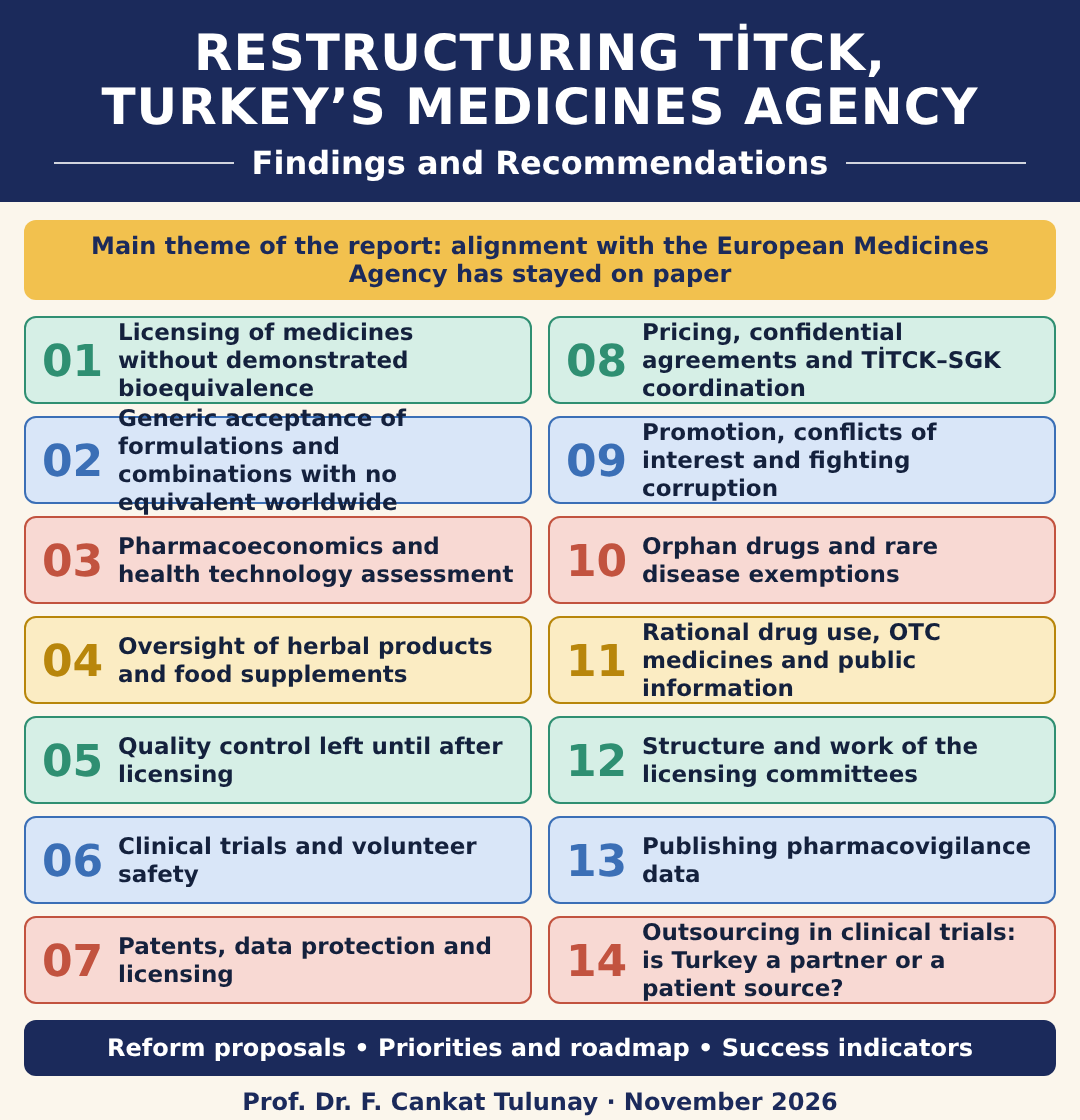 RESTRUCTURING TİTCK,
TURKEY’S MEDICINES AGENCY
Findings and Recommendations
Main theme of the report: alignment with the European Medicines
Agency has stayed on paper
01
Licensing of medicines
without demonstrated
bioequivalence
02
Generic acceptance of
formulations and
combinations with no
equivalent worldwide
03
Pharmacoeconomics and
health technology assessment
04
Oversight of herbal products
and food supplements
05
Quality control left until after
licensing
06
Clinical trials and volunteer
safety
07
Patents, data protection and
licensing
08
Pricing, confidential
agreements and TİTCK–SGK
coordination
09
Promotion, conflicts of
interest and fighting
corruption
10
Orphan drugs and rare
disease exemptions
11
Rational drug use, OTC
medicines and public
information
12
Structure and work of the
licensing committees
13
Publishing pharmacovigilance
data
14
Outsourcing in clinical trials:
is Turkey a partner or a
patient source?
Reform proposals • Priorities and roadmap • Success indicators
Prof. Dr. F. Cankat Tulunay · November 2026